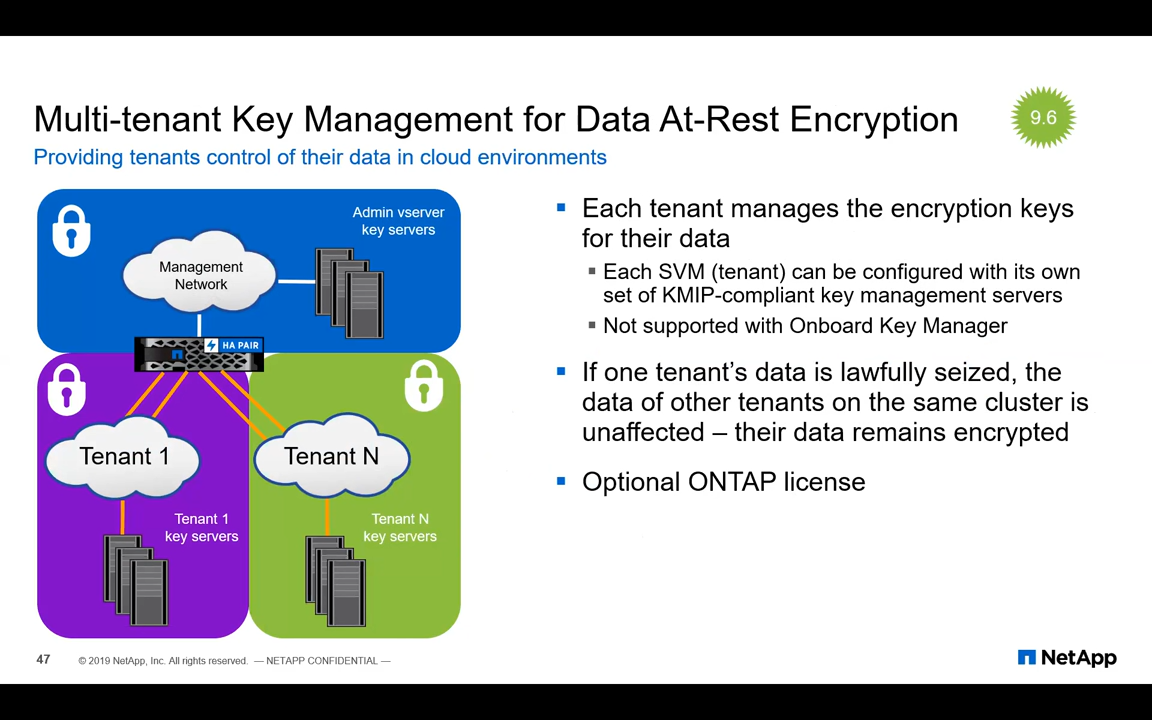 Multi-tenant Key Management for Data At-Rest Encryption
9.6
Providing tenants control of their data in cloud environments
Admin vserver
key servers
Management
Network
HA PAIR
Tenant 1
Tenant N
Tenant 1
key servers
Tenant N
key servers
Each tenant manages the encryption keys
for their data
Each SVM (tenant) can be configured with its own
set of KMIP-compliant key management servers
Not supported with Onboard Key Manager
If one tenant’s data is lawfully seized, the
data of other tenants on the same cluster is
unaffected – their data remains encrypted
Optional ONTAP license
47
© 2019 NetApp, Inc. All rights reserved. — NETAPP CONFIDENTIAL —
NetApp